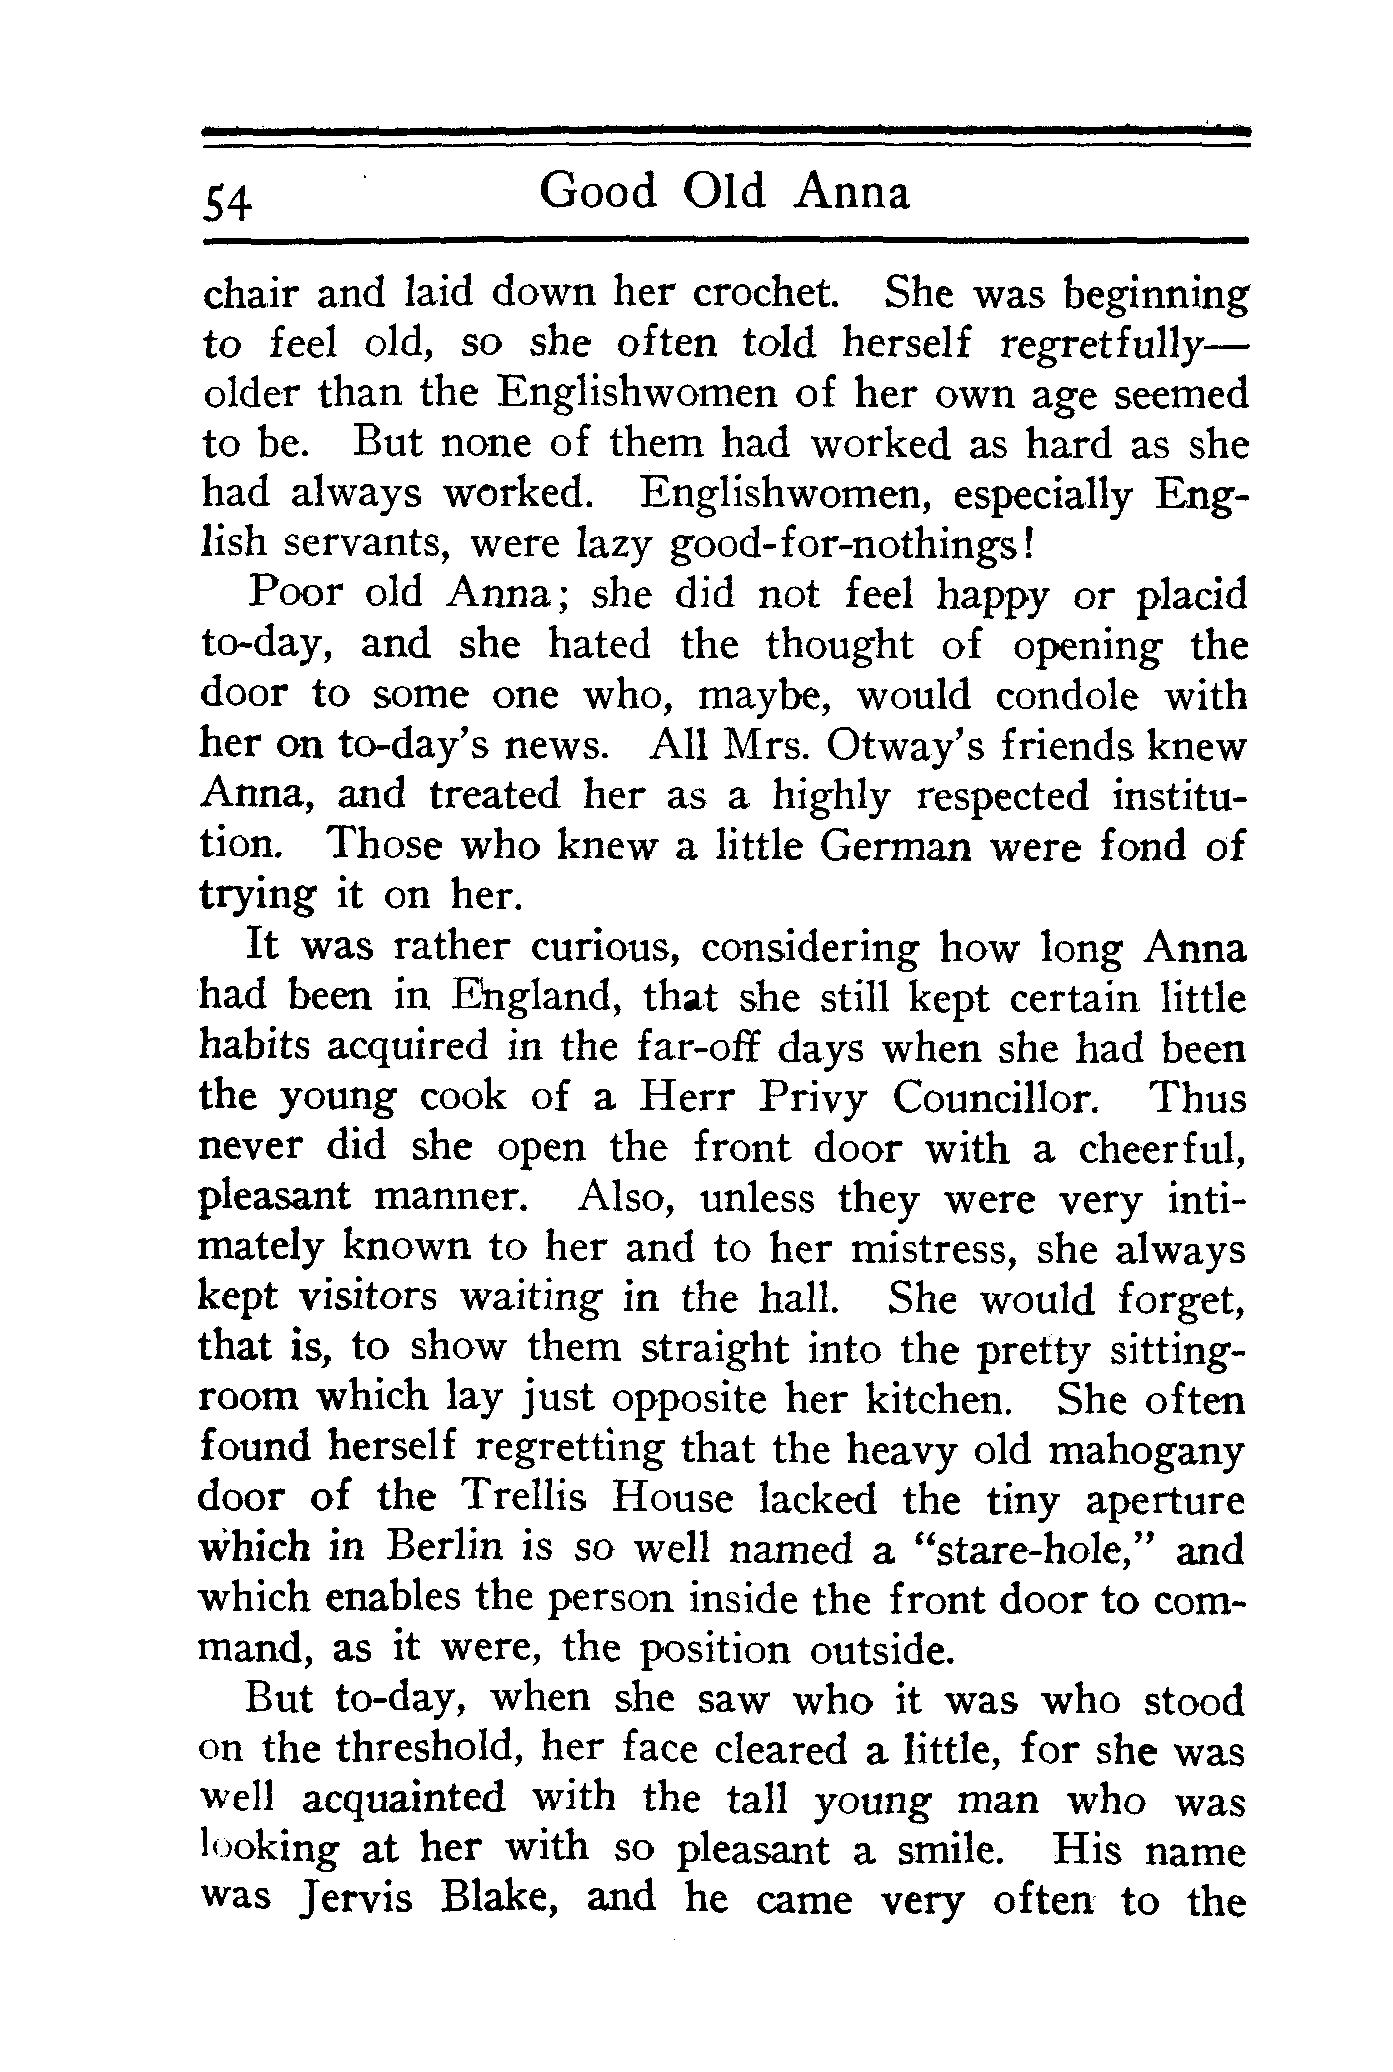 54 Good Old Anna
chair and laid down her crochet. She was beginning
to feel old, so she often told herself regretfully—
older than the Englishwomen of her own age seemed
to be. But none of them had worked as hard as she
had always worked. Englishwomen, especially Eng-
lish servants, were lazy good-for-nothings!
Poor old Anna; she did not feel happy or placid
to-day, and she hated the thought of opening the
door to some one who, maybe, would condole with
her on to-day's news. All Mrs. Otway's friends knew
Anna, and treated her as a highly respected institu-
tion. Those who knew a little German were fond of
trying it on her.
It was rather curious, considering how long Anna
had been in England, that she still kept certain little
habits acquired in the far-off days when she had been
the young cook of a Herr Privy Councillor. Thus
never did she open the front door with a cheerful,
pleasant manner. Also, unless they were very inti-
mately known to her and to her mistress, she always
kept visitors waiting in the hall. She would forget,
that is, to show them straight into the pretty sitting-
room which lay just opposite her kitchen. She often
found herself regretting that the heavy old mahogany
door of the Trellis House lacked the tiny aperture
which in Berlin is so well named a “stare-hole,” and
which enables the person inside the front door to com-
mand, as it were, the position outside.
But to-day, when she saw who it was who stood
on the threshold, her face cleared a little, for she was
well acquainted with the tall young man who was
looking at her with so pleasant a smile. His name
was Jervis Blake, and he came very often to the